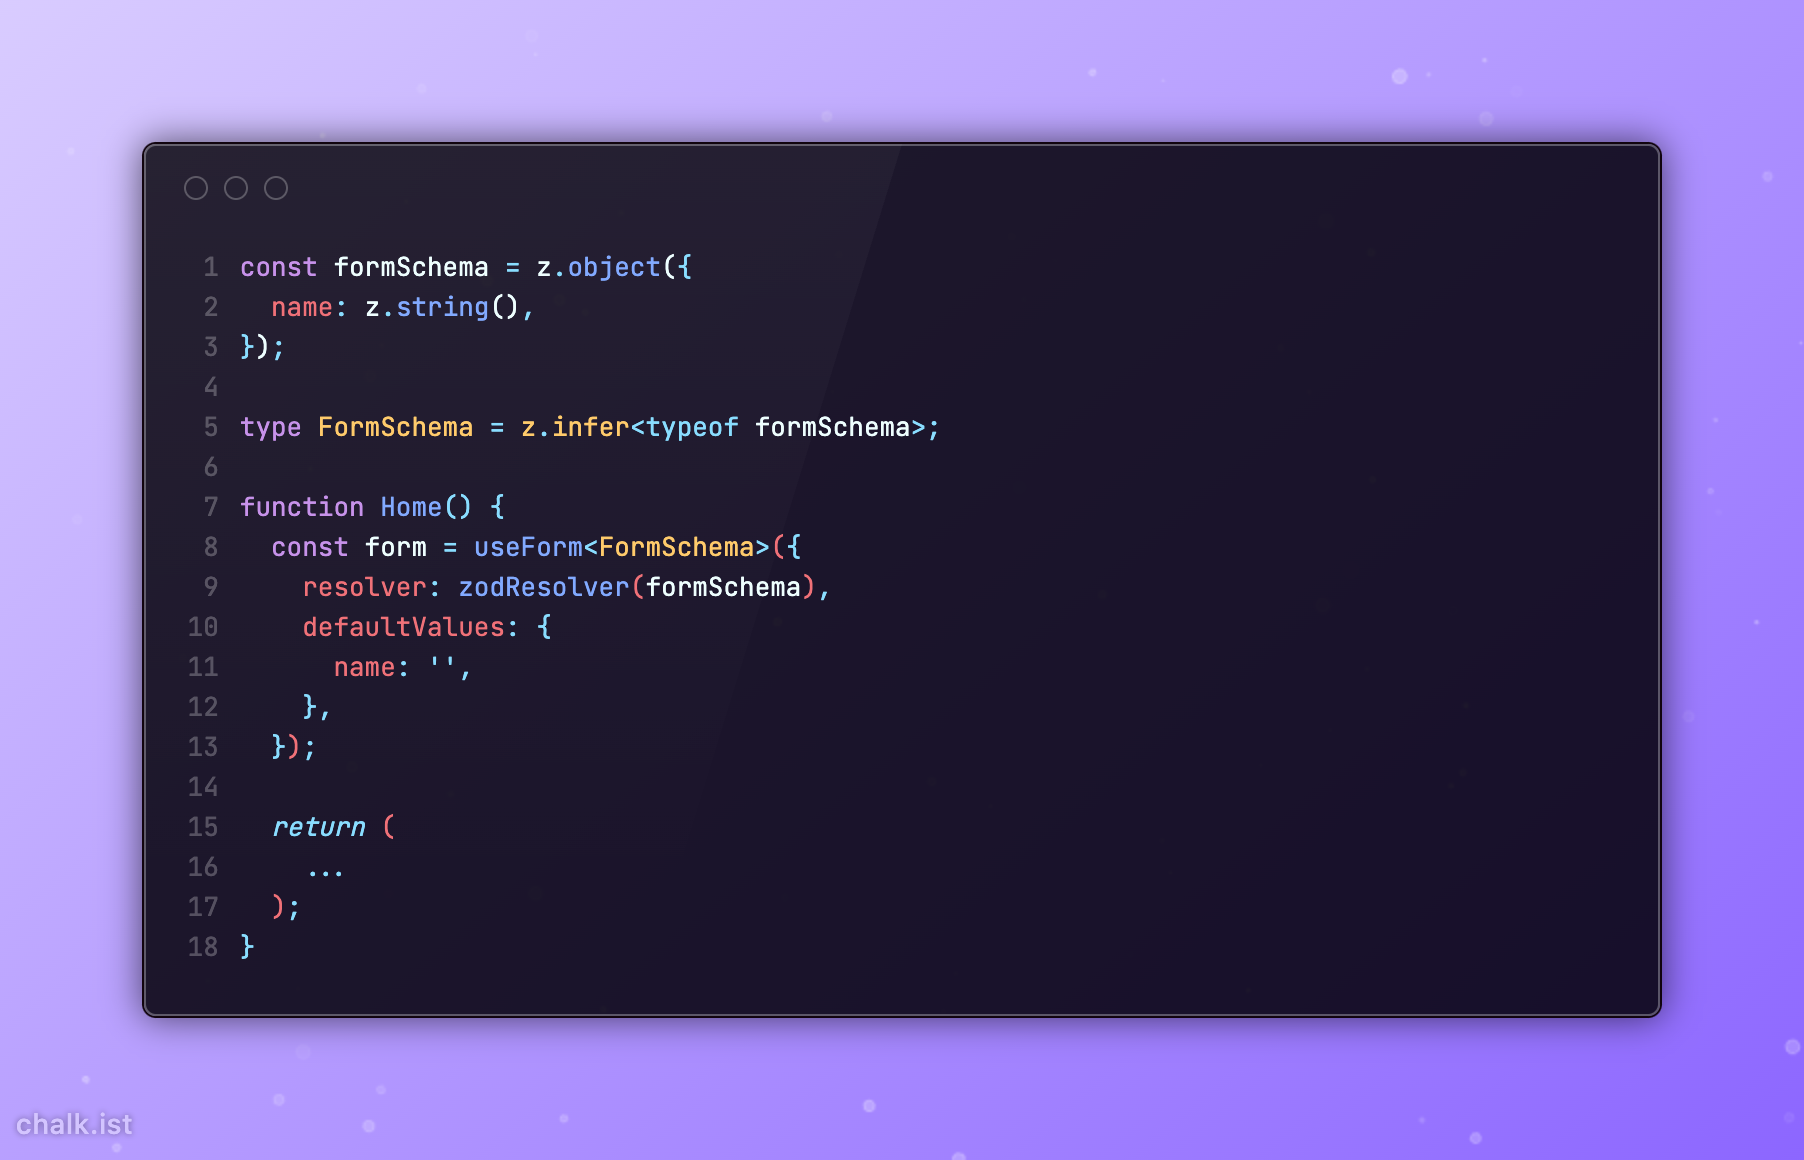 1 const formSchema = z.object({
2   name: z.string(),
3 });
4
5 type FormSchema = z.infer<typeof formSchema>;
6
7 function Home() {
8   const form = useForm<FormSchema>({
9     resolver: zodResolver(formSchema),
10     defaultValues: {
11       name: '',
12     },
13   });
14
15   return (
16     ...
17   );
18 }
chalk.ist